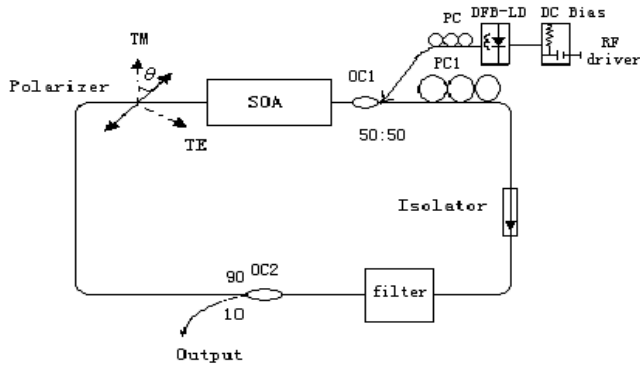 PC DFB-LD DC Bias
RF
driver
TM
θ
Polarizer
SOA
OC1
PC1
TE
50:50
Isolator
90 OC2
10
filter
Output